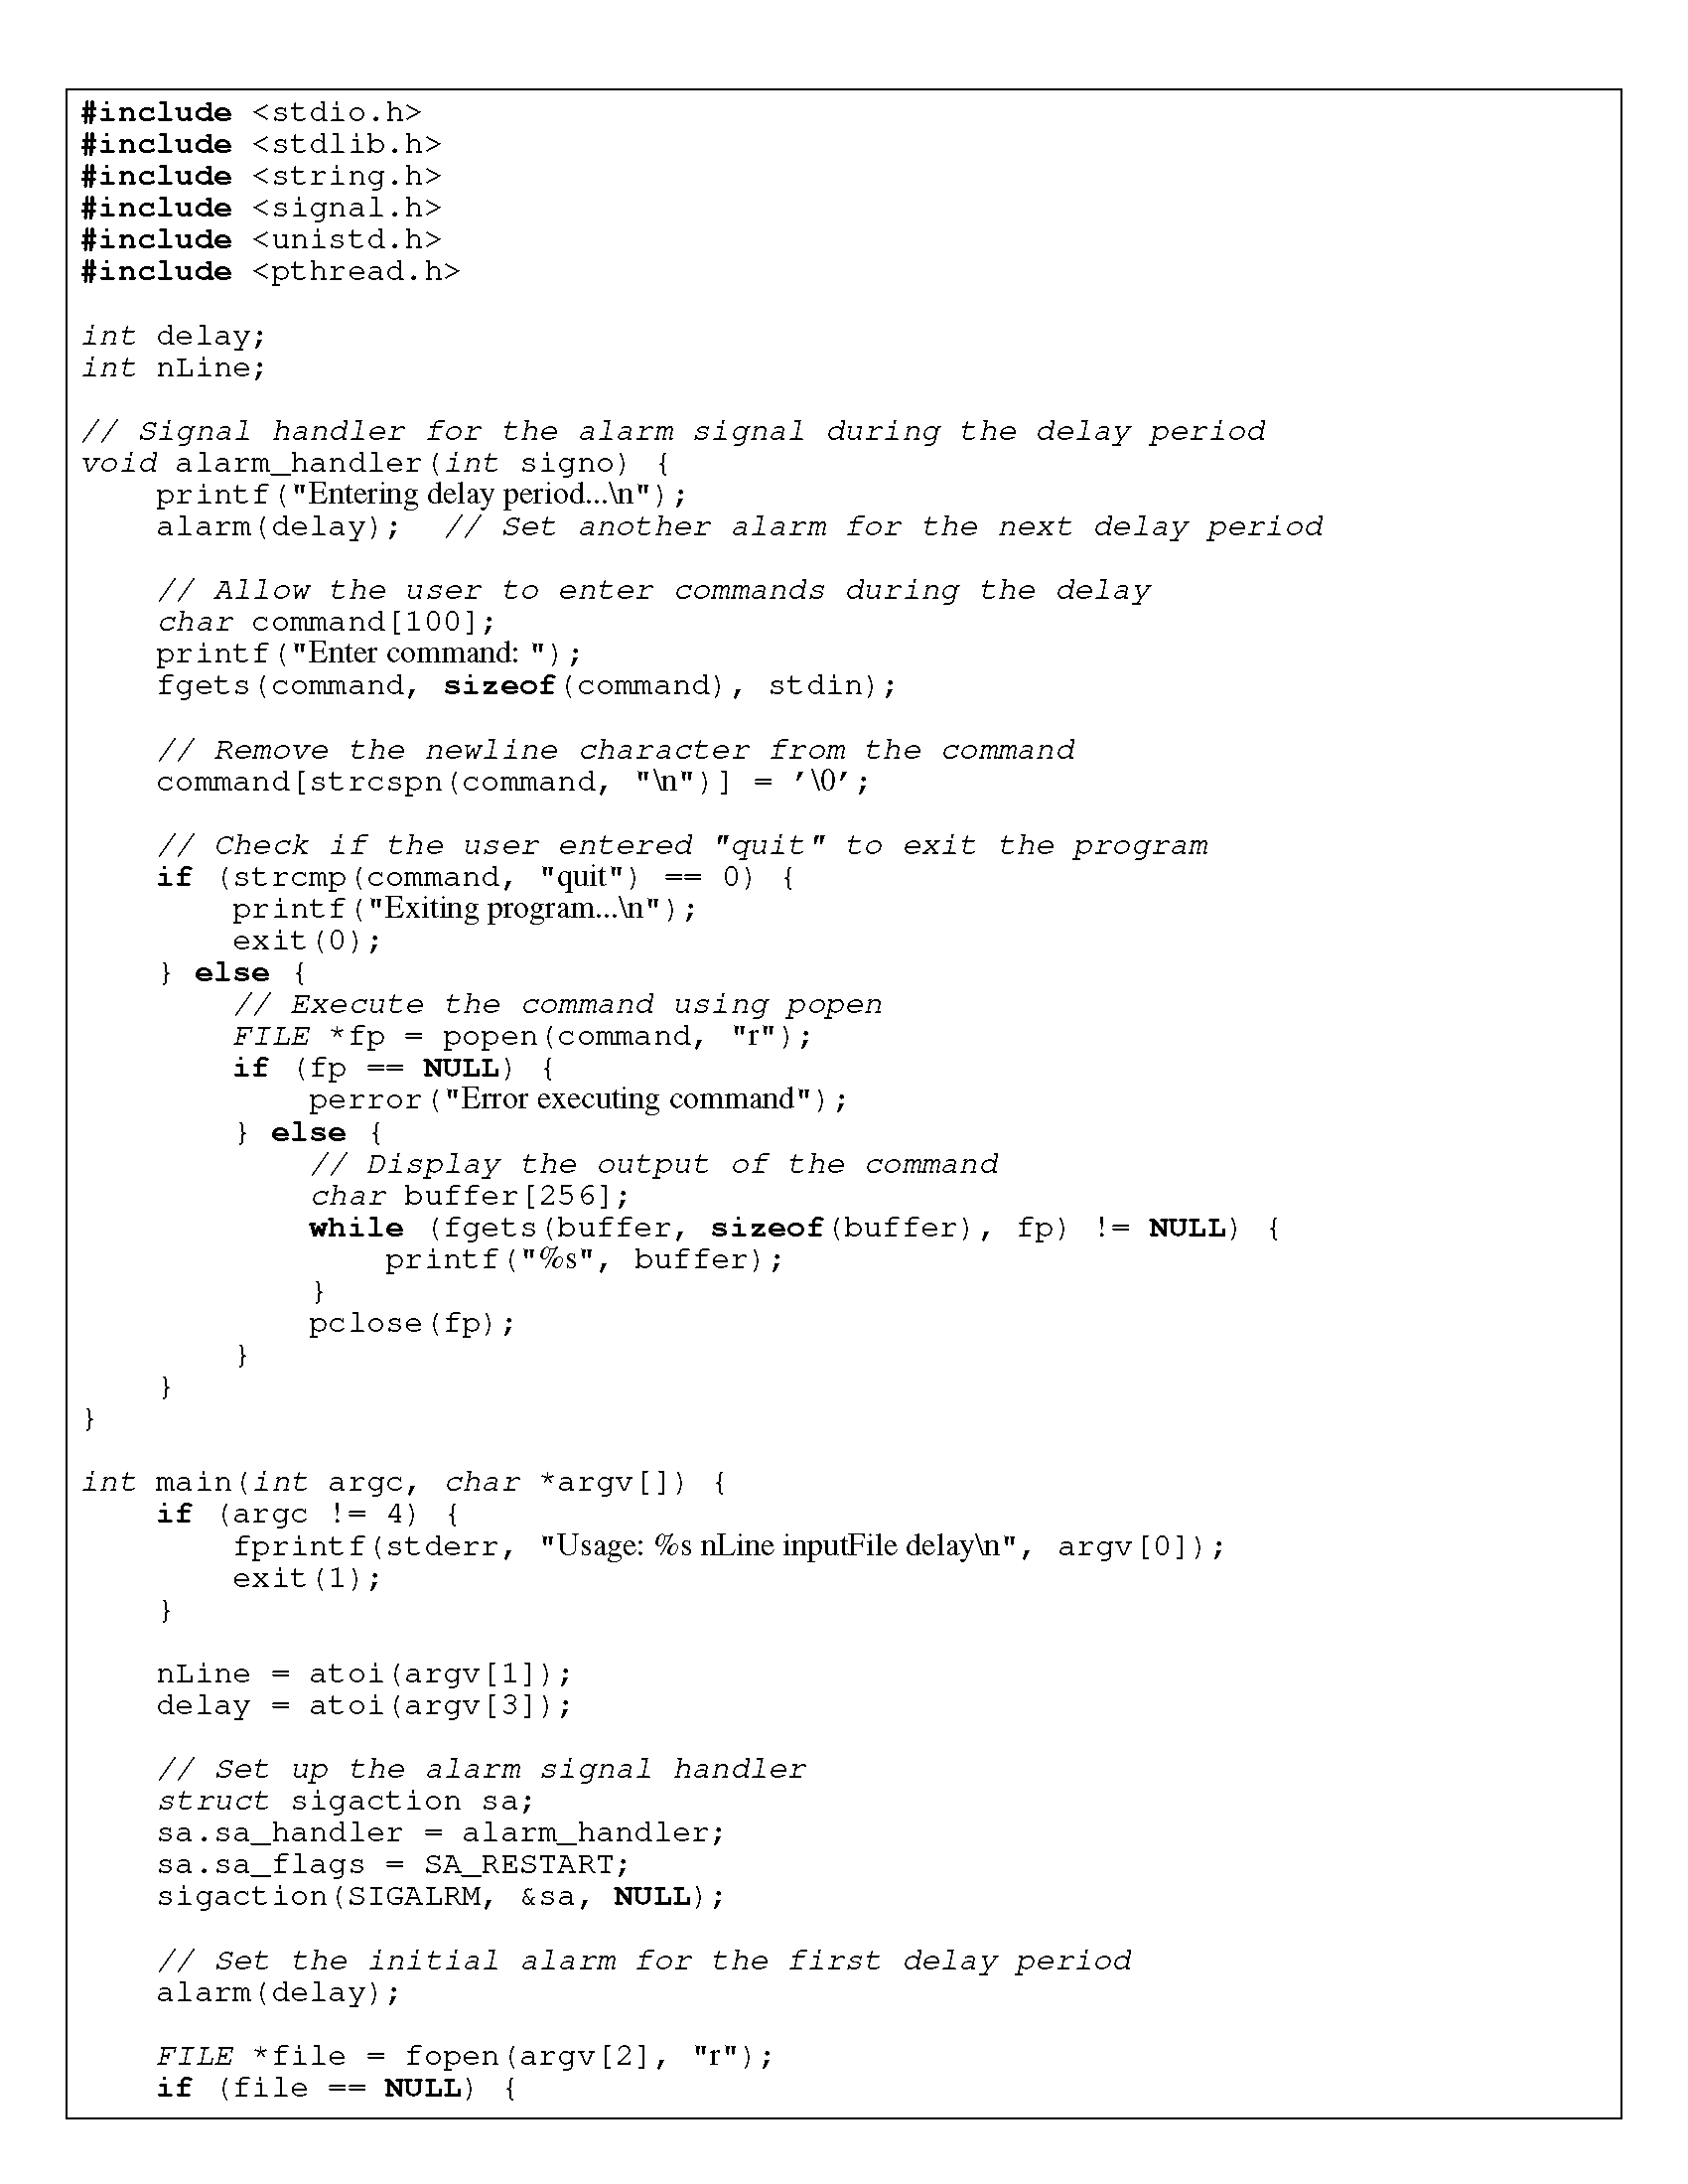 #include <stdio.h>
#include <stdlib.h>
#include <string.h>
#include <signal.h>
#include <unistd.h>
#include <pthread.h>

int delay;
int nLine;

// Signal handler for the alarm signal during the delay period
void alarm_handler(int signo) {
    printf("Entering delay period...\n");
    alarm(delay);  // Set another alarm for the next delay period

    // Allow the user to enter commands during the delay
    char command[100];
    printf("Enter command: ");
    fgets(command, sizeof(command), stdin);

    // Remove the newline character from the command
    command[strcspn(command, "\n")] = '\0';

    // Check if the user entered "quit" to exit the program
    if (strcmp(command, "quit") == 0) {
        printf("Exiting program...\n");
        exit(0);
    } else {
        // Execute the command using popen
        FILE *fp = popen(command, "r");
        if (fp == NULL) {
            perror("Error executing command");
        } else {
            // Display the output of the command
            char buffer[256];
            while (fgets(buffer, sizeof(buffer), fp) != NULL) {
                printf("%s", buffer);
            }
            pclose(fp);
        }
    }
}

int main(int argc, char *argv[]) {
    if (argc != 4) {
        fprintf(stderr, "Usage: %s nLine inputFile delay\n", argv[0]);
        exit(1);
    }

    nLine = atoi(argv[1]);
    delay = atoi(argv[3]);

    // Set up the alarm signal handler
    struct sigaction sa;
    sa.sa_handler = alarm_handler;
    sa.sa_flags = SA_RESTART;
    sigaction(SIGALRM, &sa, NULL);

    // Set the initial alarm for the first delay period
    alarm(delay);

    FILE *file = fopen(argv[2], "r");
    if (file == NULL) {